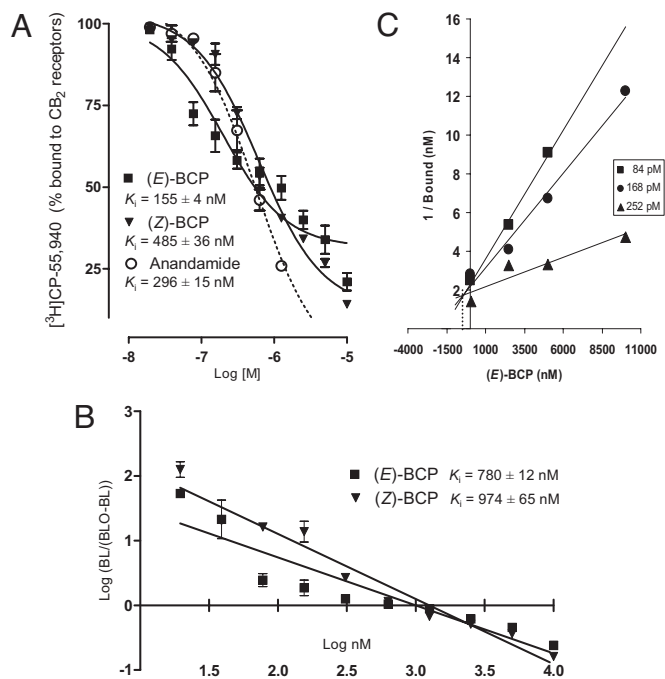 A
[³H]CP-55,940 (% bound to CB₂ receptors)
100
75
50
25
(E)-BCP
Kᵢ = 155 ± 4 nM
(Z)-BCP
Kᵢ = 485 ± 36 nM
Anandamide
Kᵢ = 296 ± 15 nM
-8 -7 -6 -5
Log [M]
C
1 / Bound (nM)
16
14
12
10
8
6
4
2
84 pM
168 pM
252 pM
-4000 -1500 1000 3500 6000 8500 11000
(E)-BCP (nM)
B
Log (BL/(BLO-BL))
3
2
1
0
-1
(E)-BCP Kᵢ = 780 ± 12 nM
(Z)-BCP Kᵢ = 974 ± 65 nM
1.5 2.0 2.5 3.0 3.5 4.0
Log nM